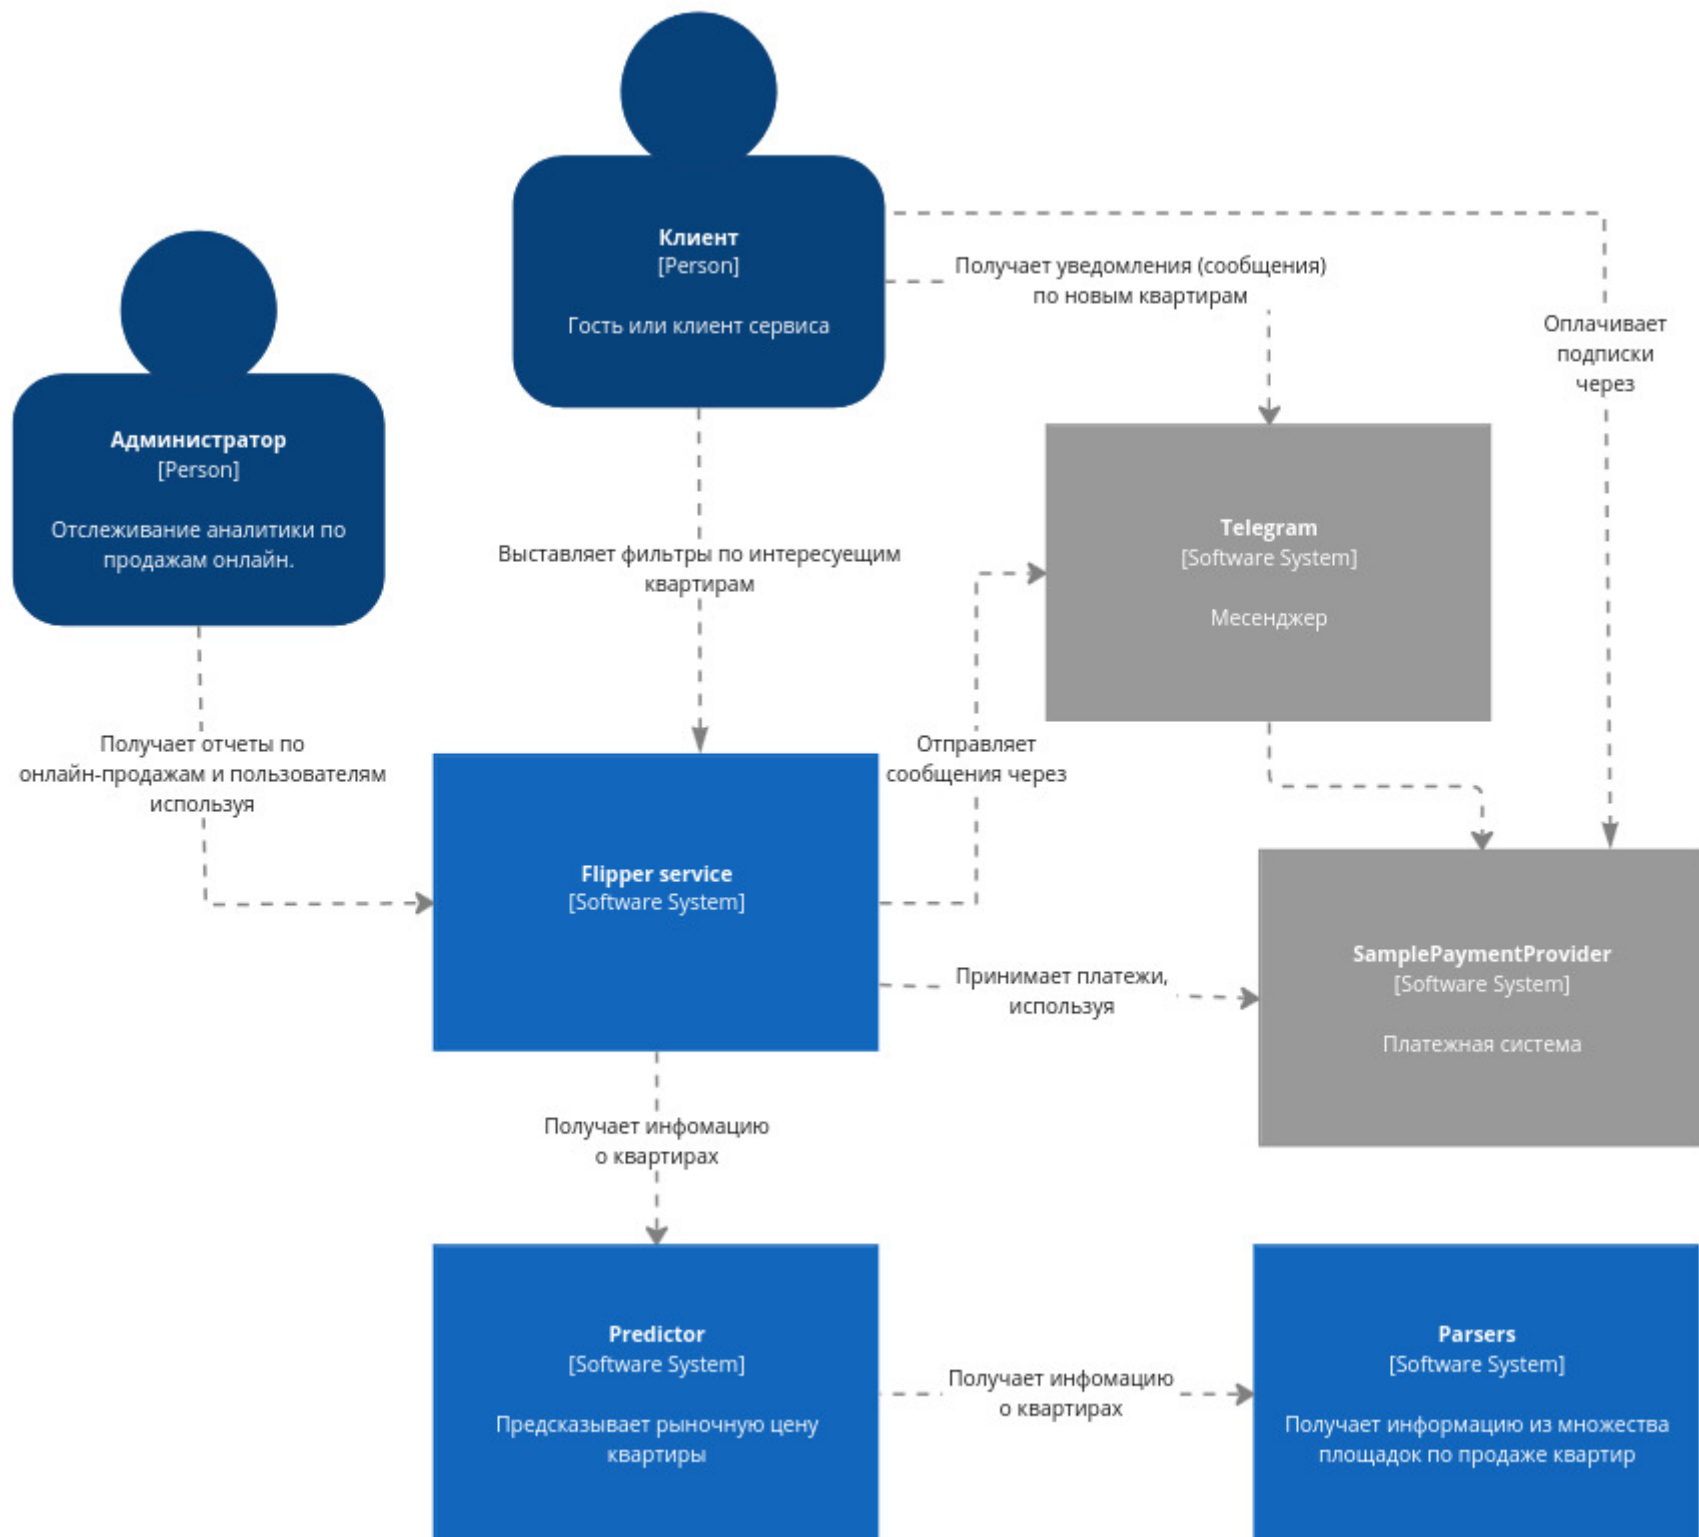 Клиент
[Person]
Гость или клиент сервиса
Получает уведомления (сообщения)
по новым квартирам
Оплачивает
подписки
через
Администратор
[Person]
Отслеживание аналитики по
продажам онлайн.
Выставляет фильтры по интересуещим
квартирам
Telegram
[Software System]
Месенджер
Получает отчеты по
онлайн-продажам и пользователям
используя
Отправляет
сообщения через
Flipper service
[Software System]
Принимает платежи,
используя
SamplePaymentProvider
[Software System]
Платежная система
Получает инфомацию
о квартирах
Predictor
[Software System]
Предсказывает рыночную цену
квартиры
Получает инфомацию
о квартирах
Parsers
[Software System]
Получает информацию из множества
площадок по продаже квартир